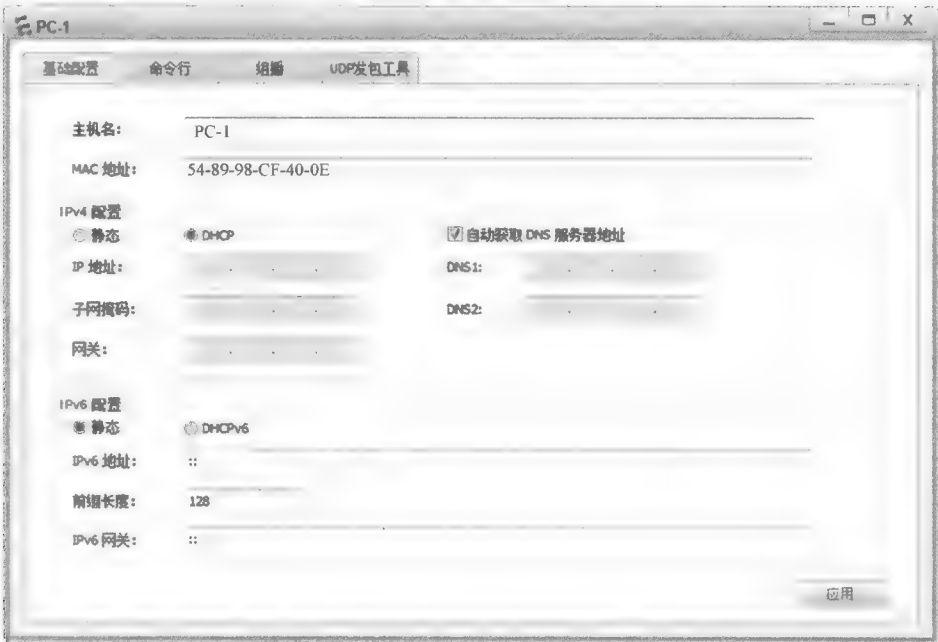 PC-1
基础配置 命令行 组播 UDP发包工具
主机名: PC-1
MAC 地址: 54-89-98-CF-40-0E
IPv4 配置
静态 DHCP 自动获取 DNS 服务器地址
IP 地址: . . . DNS1: . . .
子网掩码: . . . DNS2: . . .
网关: . . .
IPv6 配置
静态 DHCPv6
IPv6 地址: ::
前缀长度: 128
IPv6 网关: ::
应用